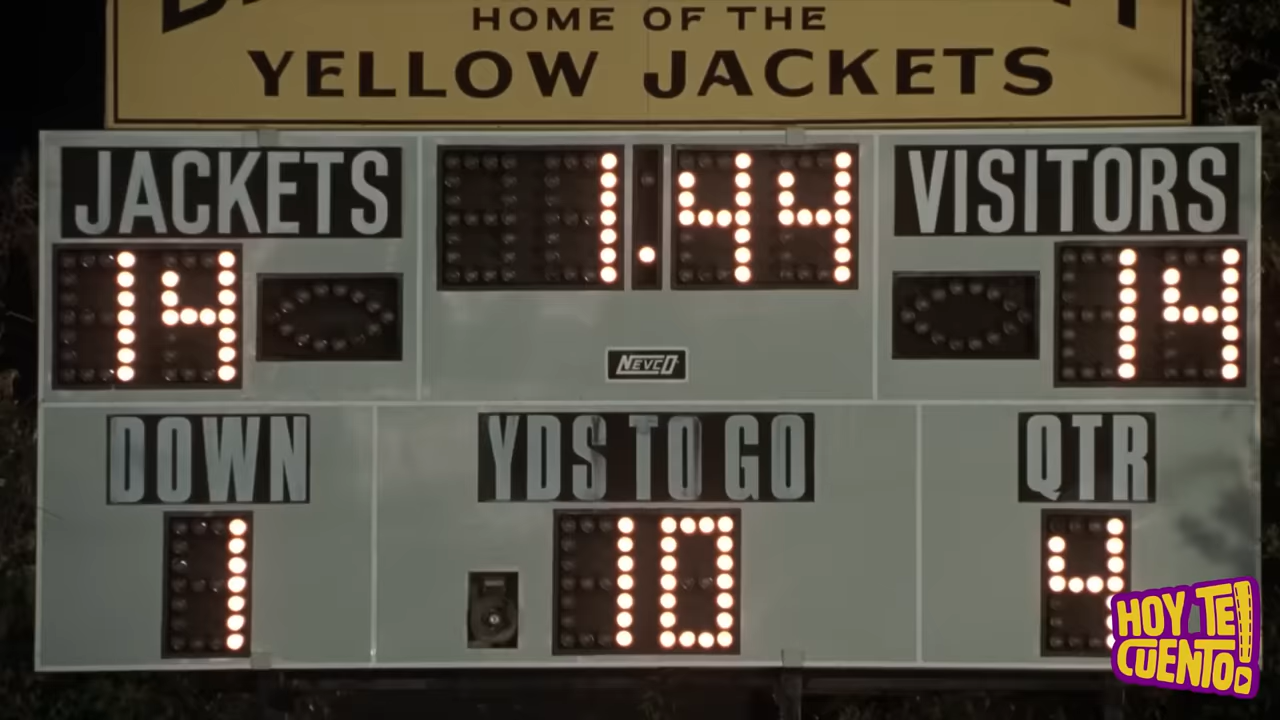 HOME OF THE
YELLOW JACKETS
JACKETS
1.44
VISITORS
14
14
NEVCO
DOWN
YDS TO GO
QTR
1
10
4
HOY TE
CUENTO!